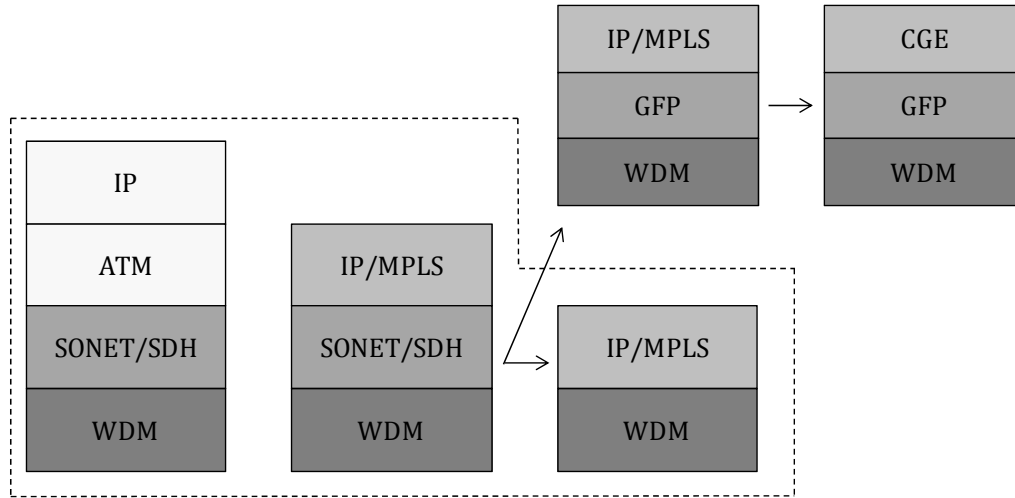 IP/MPLS
GFP
WDM
CGE
GFP
WDM
IP
ATM
SONET/SDH
WDM
IP/MPLS
SONET/SDH
WDM
IP/MPLS
WDM